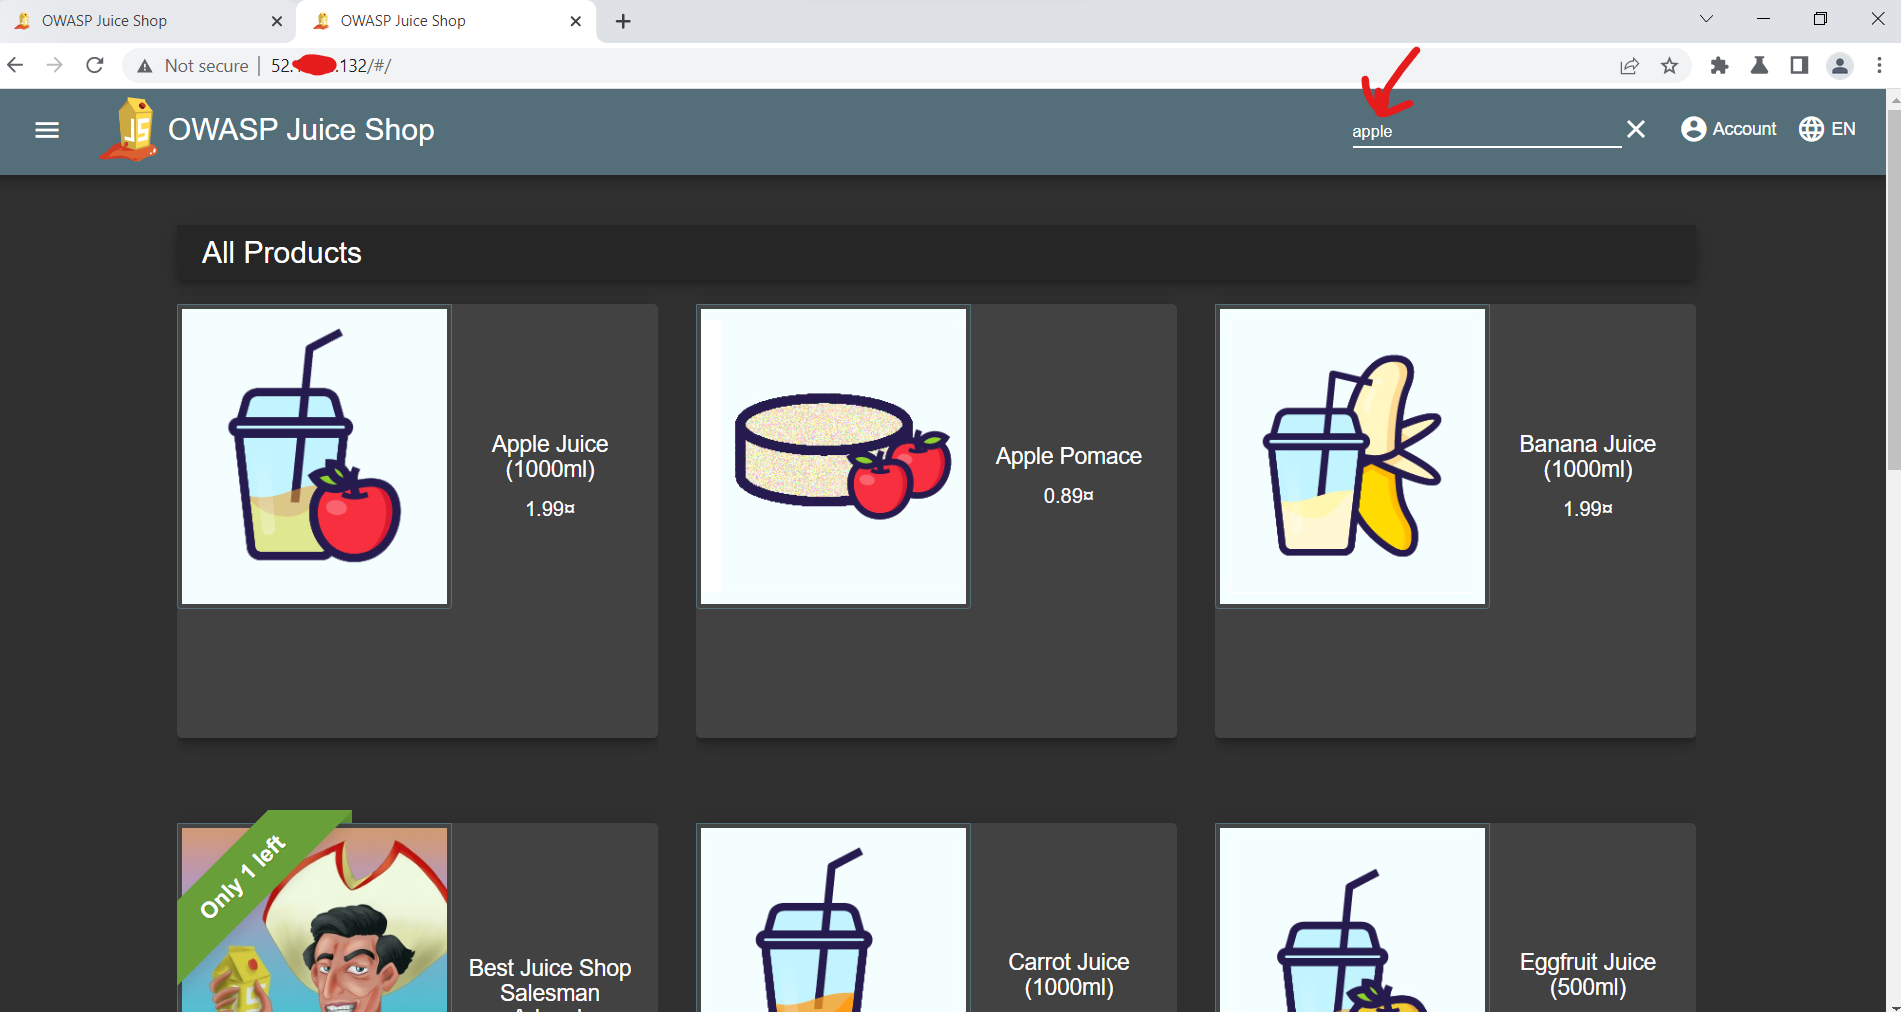 OWASP Juice Shop
OWASP Juice Shop
Not secure
52. .132/#/
JS
OWASP Juice Shop
apple
Account
EN
All Products
Apple Juice
(1000ml)
1.99¤
Apple Pomace
0.89¤
Banana Juice
(1000ml)
1.99¤
Only 1 left
Best Juice Shop
Salesman
Carrot Juice
(1000ml)
Eggfruit Juice
(500ml)